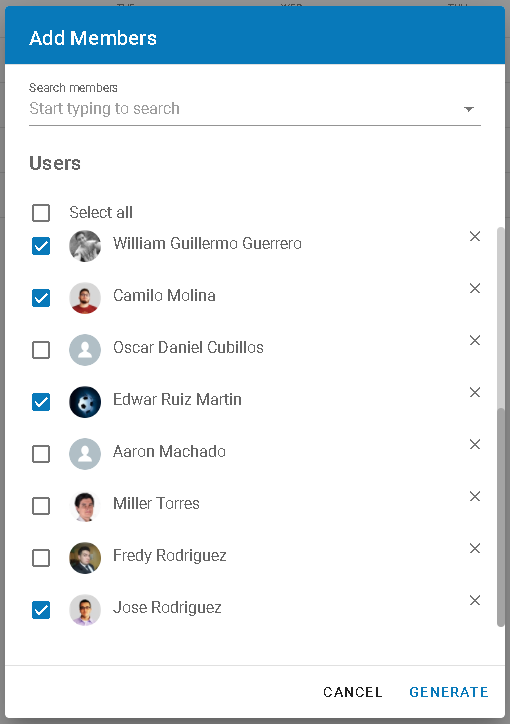 Add Members
Search members
Start typing to search
Users
Select all
William Guillermo Guerrero
Camilo Molina
Oscar Daniel Cubillos
Edwar Ruiz Martin
Aaron Machado
Miller Torres
Fredy Rodriguez
Jose Rodriguez
CANCEL GENERATE